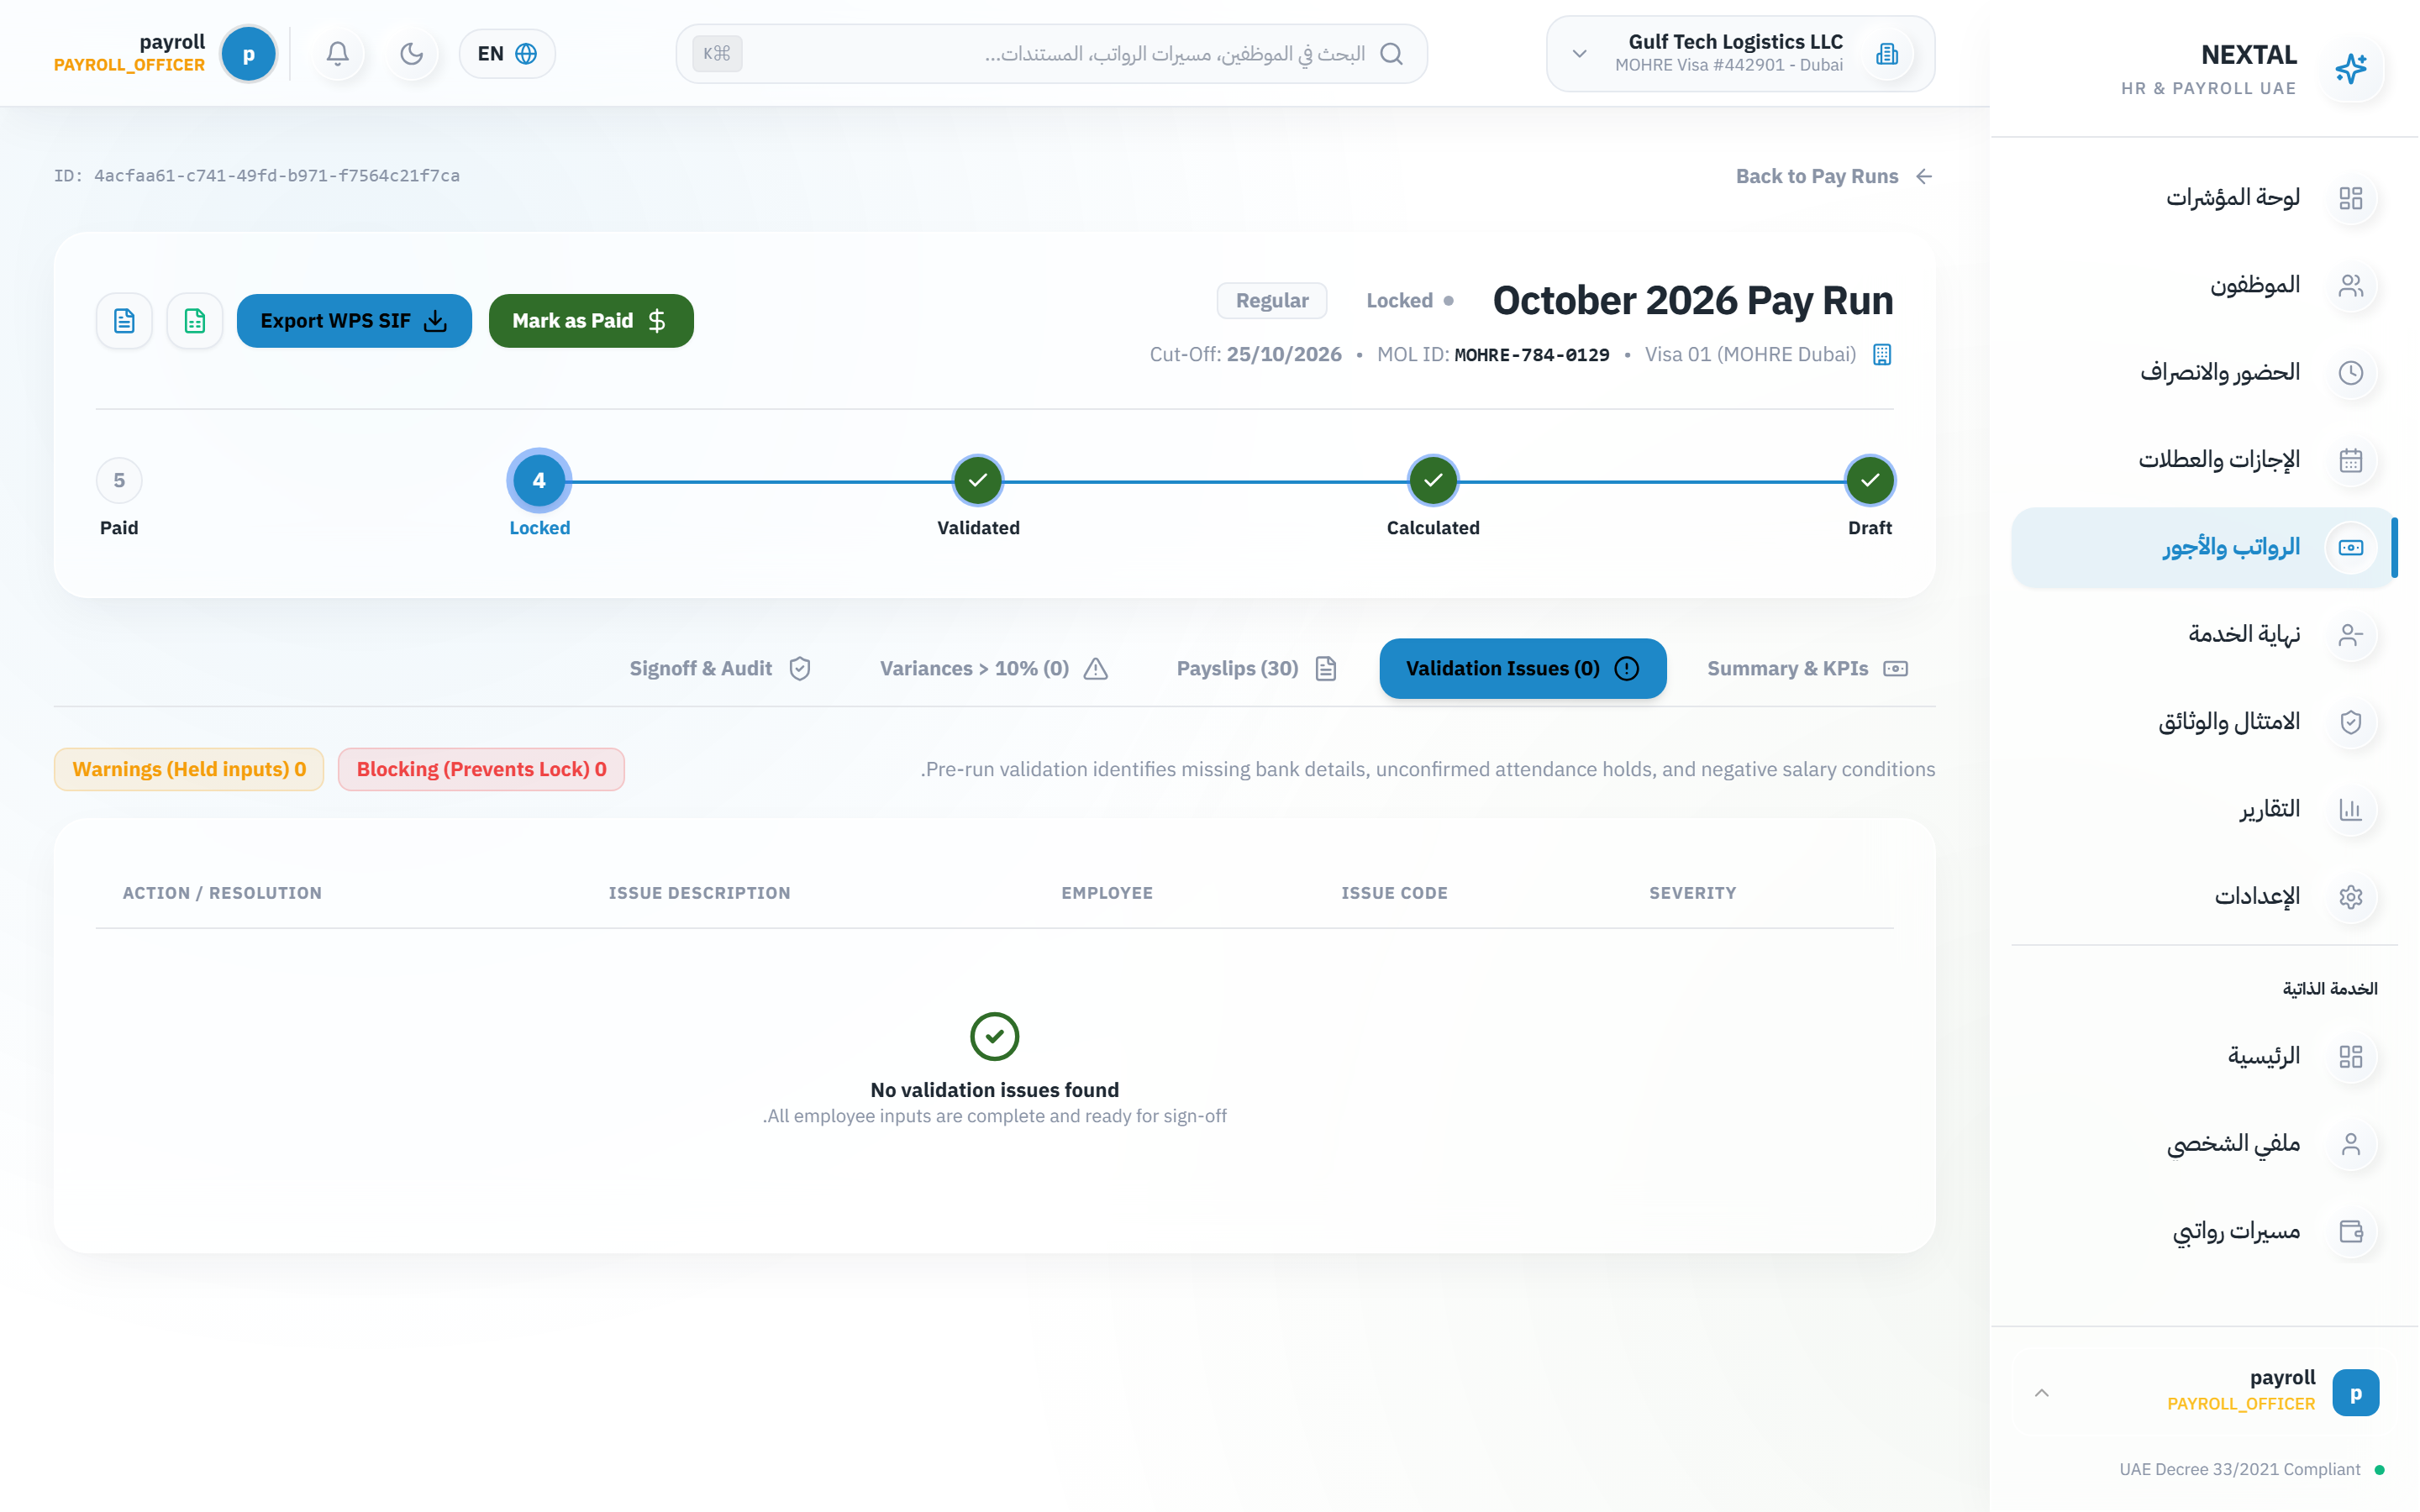 NEXTAL
HR & PAYROLL UAE
لوحة المؤشرات
الموظفون
الحضور والانصراف
الإجازات والعطلات
الرواتب والأجور
نهاية الخدمة
الامتثال والوثائق
التقارير
الإعدادات
الخدمة الذاتية
الرئيسية
ملفي الشخصي
مسيرات رواتبي
payroll
PAYROLL_OFFICER
p
UAE Decree 33/2021 Compliant
Gulf Tech Logistics LLC
MOHRE Visa #442901 - Dubai
البحث في الموظفين، مسيرات الرواتب، المستندات...
K⌘
EN
p
payroll
PAYROLL_OFFICER
Back to Pay Runs
ID: 4acfaa61-c741-49fd-b971-f7564c21f7ca
October 2026 Pay Run
Locked
Regular
Visa 01 (MOHRE Dubai) • MOL ID: MOHRE-784-0129 • Cut-Off: 25/10/2026
Mark as Paid
Export WPS SIF
Draft
Calculated
Validated
4
Locked
5
Paid
Summary & KPIs
Validation Issues (0)
Payslips (30)
Variances > 10% (0)
Signoff & Audit
.Pre-run validation identifies missing bank details, unconfirmed attendance holds, and negative salary conditions
Blocking (Prevents Lock) 0
Warnings (Held inputs) 0
SEVERITY
ISSUE CODE
EMPLOYEE
ISSUE DESCRIPTION
ACTION / RESOLUTION
No validation issues found
.All employee inputs are complete and ready for sign-off